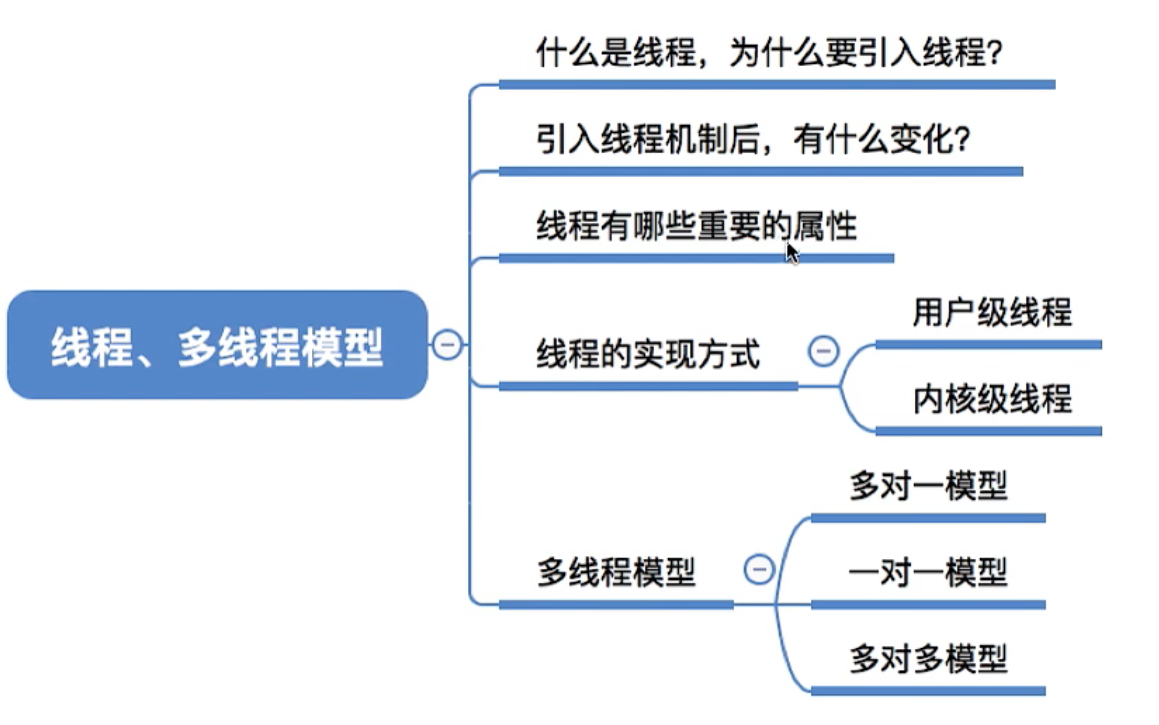 线程、多线程模型
什么是线程，为什么要引入线程？
引入线程机制后，有什么变化？
线程有哪些重要的属性
线程的实现方式
用户级线程
内核级线程
多线程模型
多对一模型
一对一模型
多对多模型